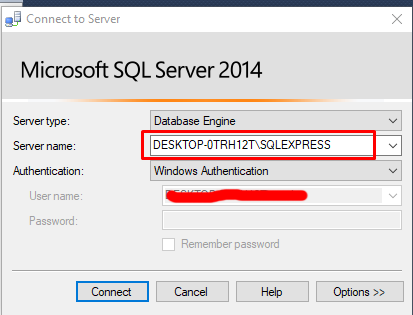 Connect to Server
Microsoft SQL Server 2014
Server type: Database Engine
Server name: DESKTOP-0TRH12T\SQLEXPRESS
Authentication: Windows Authentication
User name:
Password:
Remember password
Connect Cancel Help Options >>